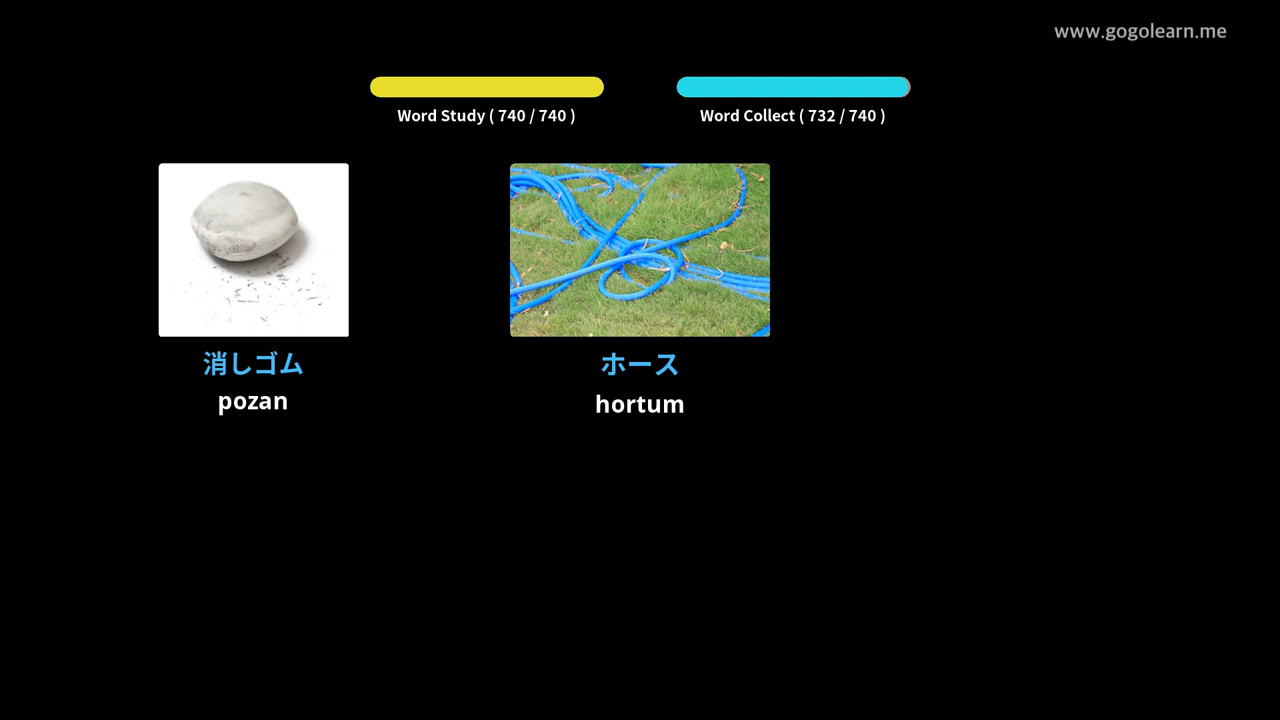 www.gogolearn.me
Word Study ( 740 / 740 )
Word Collect ( 732 / 740 )
消しゴム
pozan
ホース
hortum